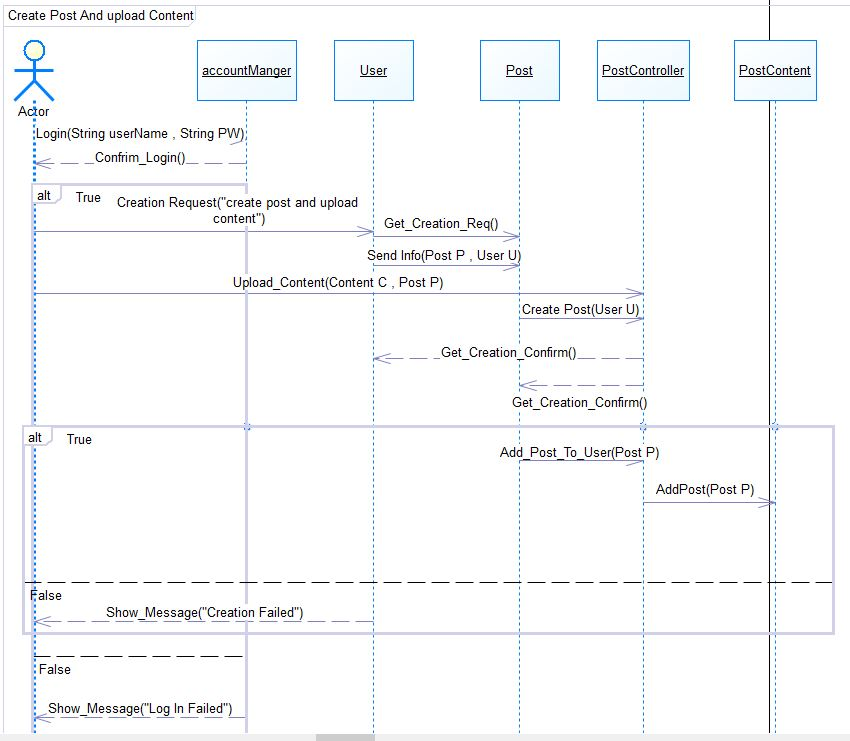 Create Post And upload Content
accountManger
User
Post
PostController
PostContent
Actor
Login(String userName , String PW)
Confrim_Login()
alt
True
Creation Request("create post and upload
content")
Get_Creation_Req()
Send Info(Post P , User U)
Upload_Content(Content C , Post P)
Create Post(User U)
Get_Creation_Confirm()
Get_Creation_Confirm()
alt
True
Add_Post_To_User(Post P)
AddPost(Post P)
False
Show_Message("Creation Failed")
False
Show_Message("Log In Failed")